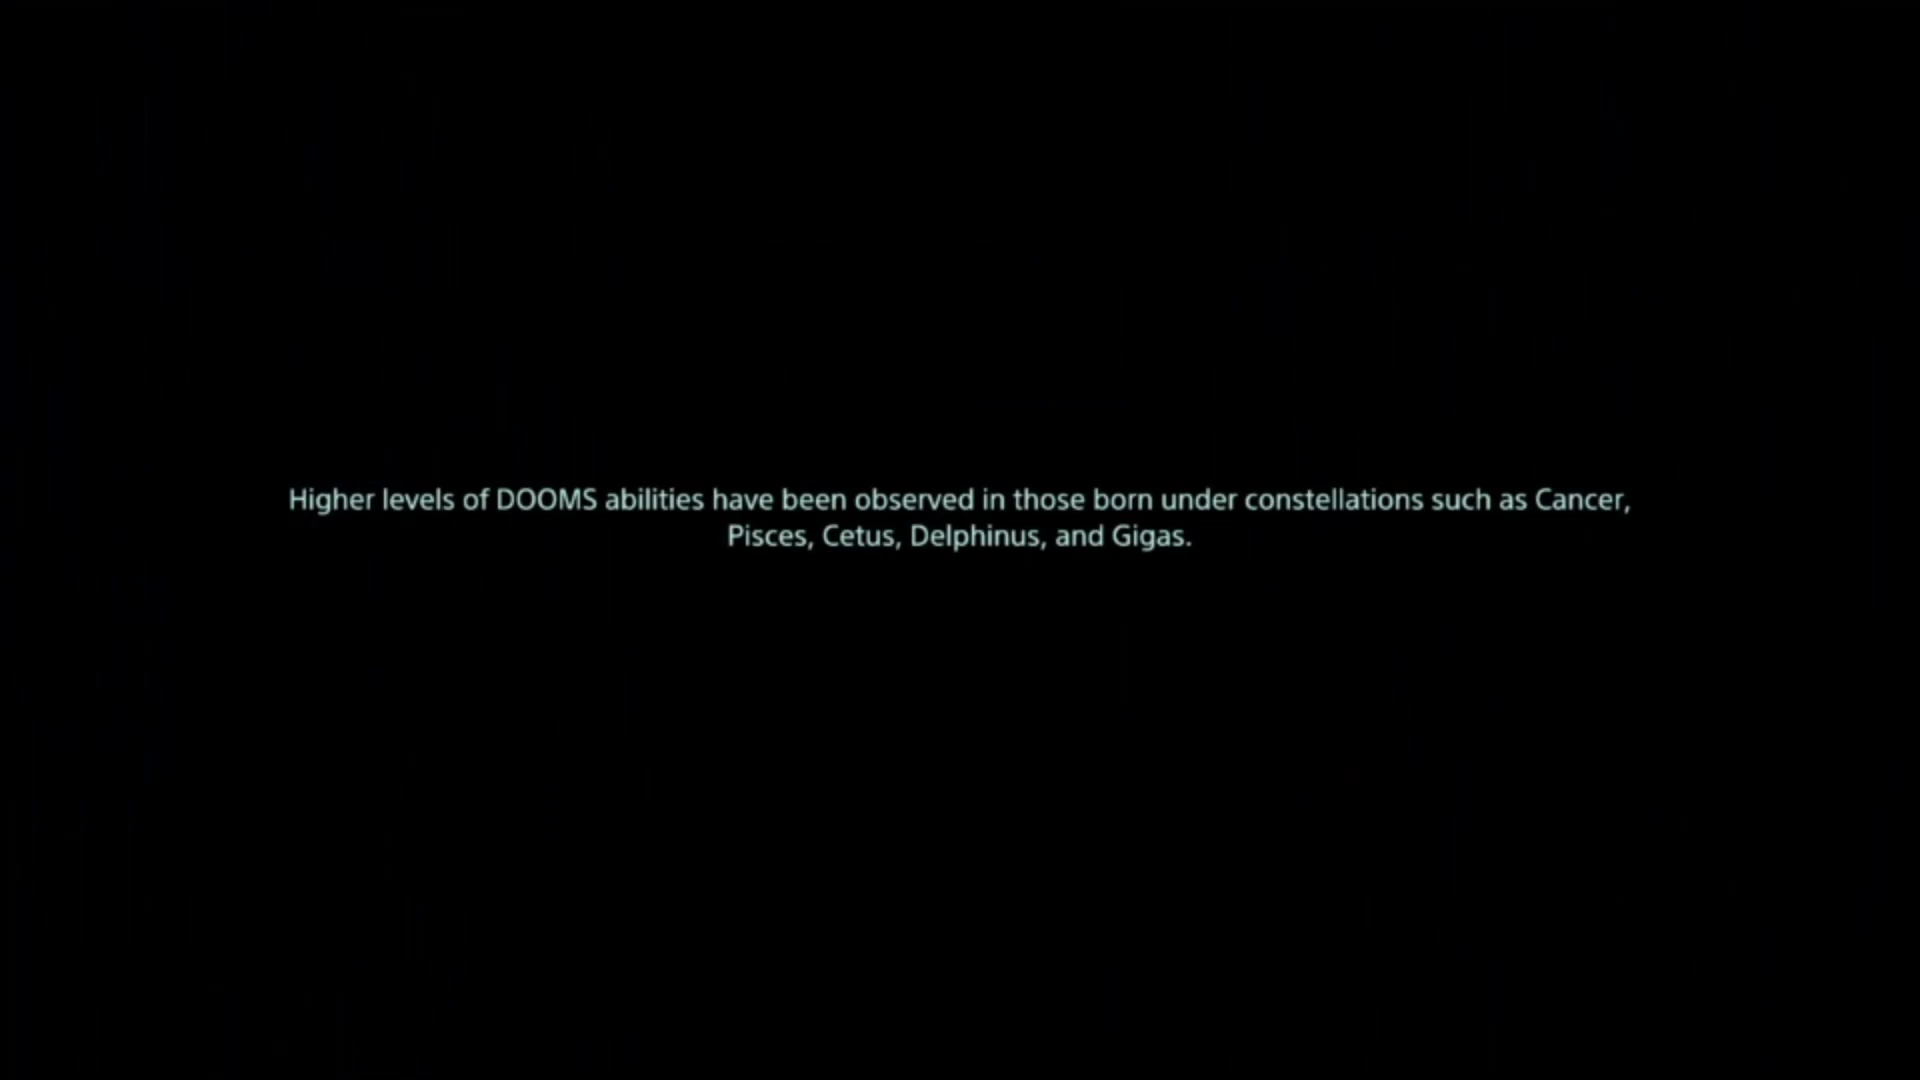 Higher levels of DOOMS abilities have been observed in those born under constellations such as Cancer,
Pisces, Cetus, Delphinus, and Gigas.